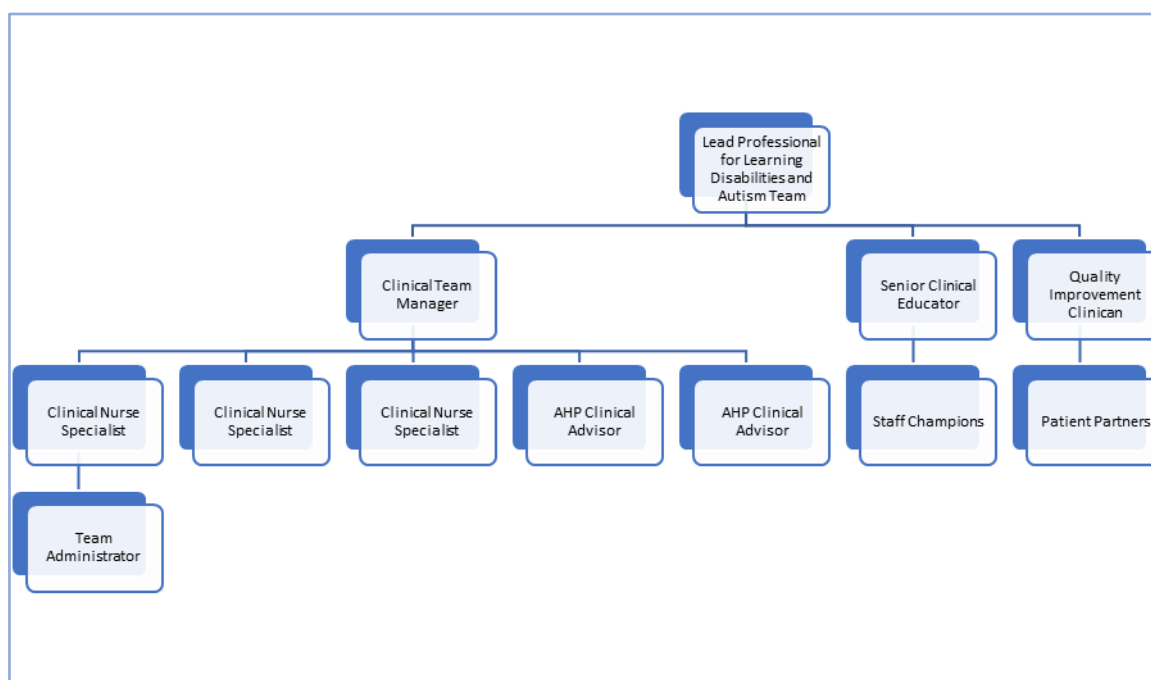 Lead Professional
for Learning
Disabilities and
Autism Team
Clinical Team
Manager
Senior Clinical
Educator
Quality
Improvement
Clinican
Clinical Nurse
Specialist
Clinical Nurse
Specialist
Clinical Nurse
Specialist
AHP Clinical
Advisor
AHP Clinical
Advisor
Staff Champions
Patient Partners
Team
Administrator